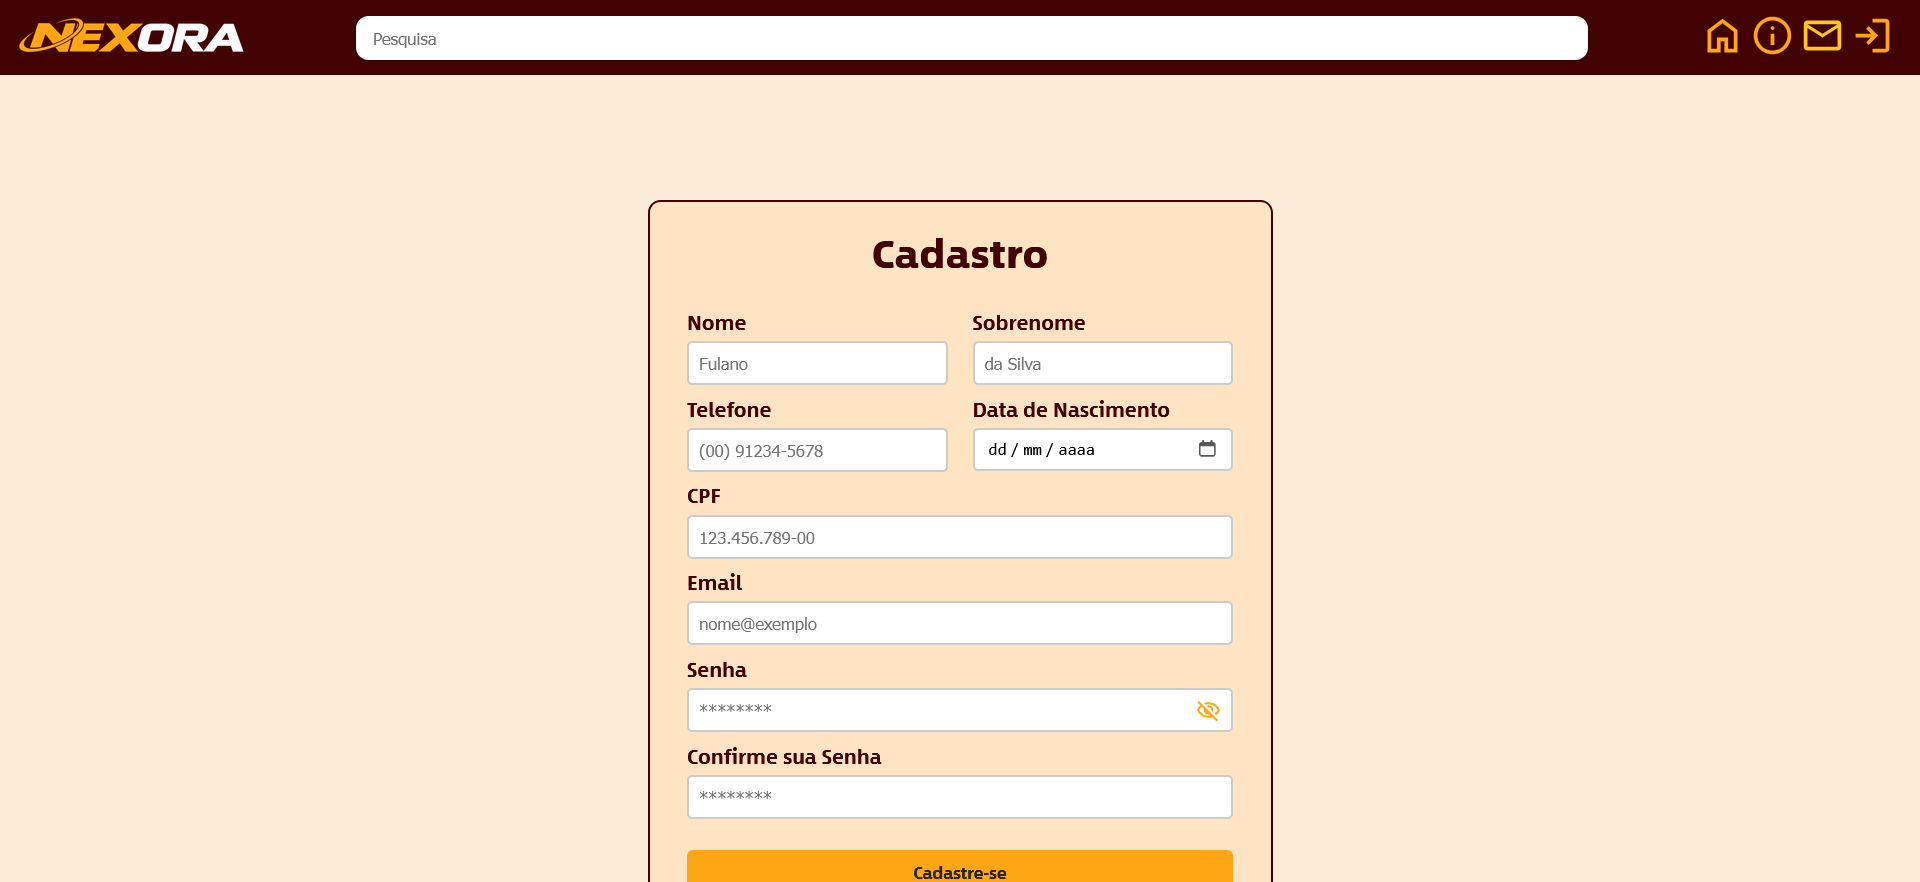 NEXORA
Pesquisa
Cadastro
Nome
Sobrenome
Fulano
da Silva
Telefone
Data de Nascimento
(00) 91234-5678
dd / mm / aaaa
CPF
123.456.789-00
Email
nome@exemplo
Senha
********
Confirme sua Senha
********
Cadastre-se